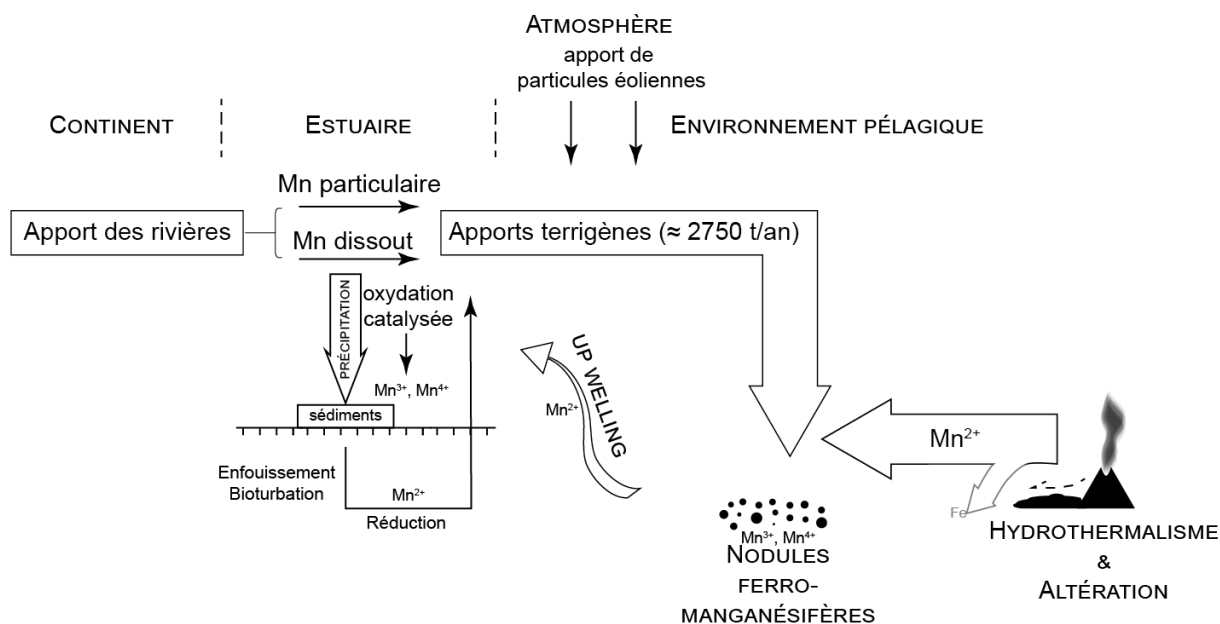 ATMOSPHÈRE
apport de
particules éoliennes
CONTINENT
ESTUAIRE
ENVIRONNEMENT PÉLAGIQUE
Mn particulaire
Apport des rivières
Mn dissout
Apports terrigènes (≈ 2750 t/an)
PRÉCIPITATION
oxydation
catalysée
Mn³⁺, Mn⁴⁺
sédiments
Enfouissement
Bioturbation
Mn²⁺
Réduction
UP WELLING
Mn²⁺
Mn²⁺
Fe
Mn³⁺, Mn⁴⁺
NODULES
FERRO-
MANGANÉSIFÈRES
HYDROTHERMALISME
&
ALTÉRATION